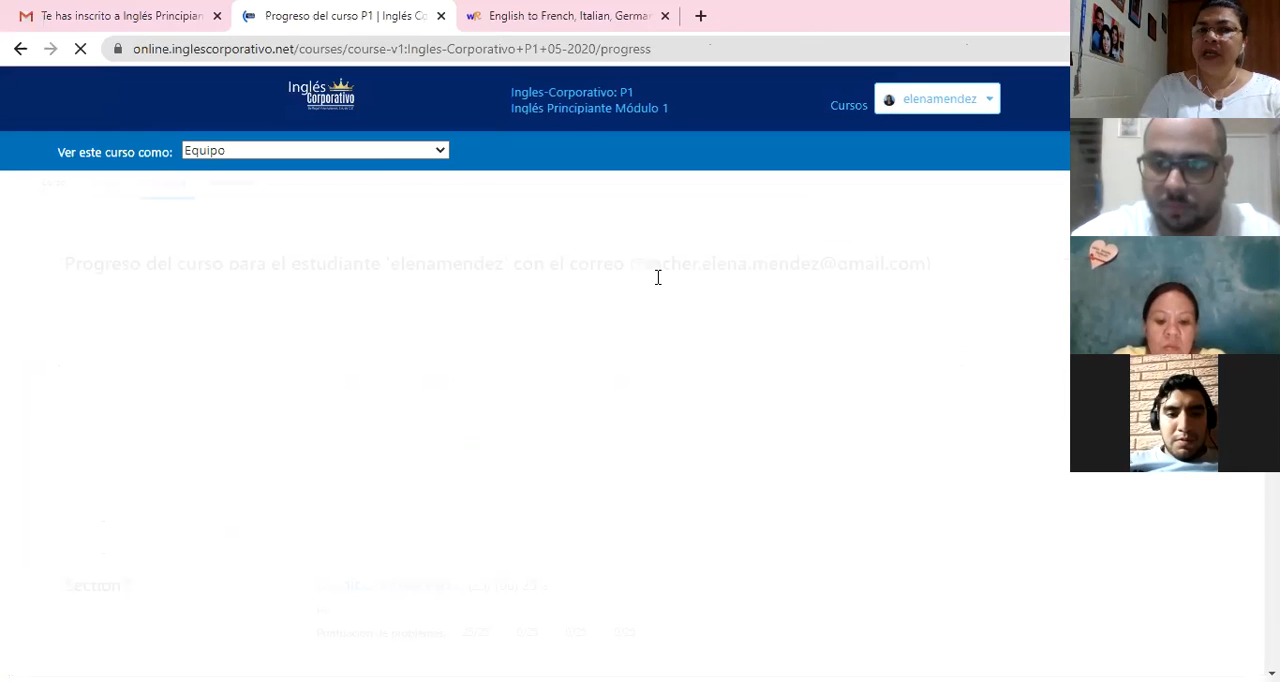 Te has inscrito a Inglés Principian
Progreso del curso P1 | Inglés Co
English to French, Italian, Germa
online.inglescorporativo.net/courses/course-v1:Ingles-Corporativo+P1+05-2020/progress
Inglés
Corporativo
Ingles-Corporativo: P1
Inglés Principiante Módulo 1
Cursos
elenamendez
Ver este curso como:
Equipo
Progreso del curso para el estudiante 'elenamendez' con el correo
Section